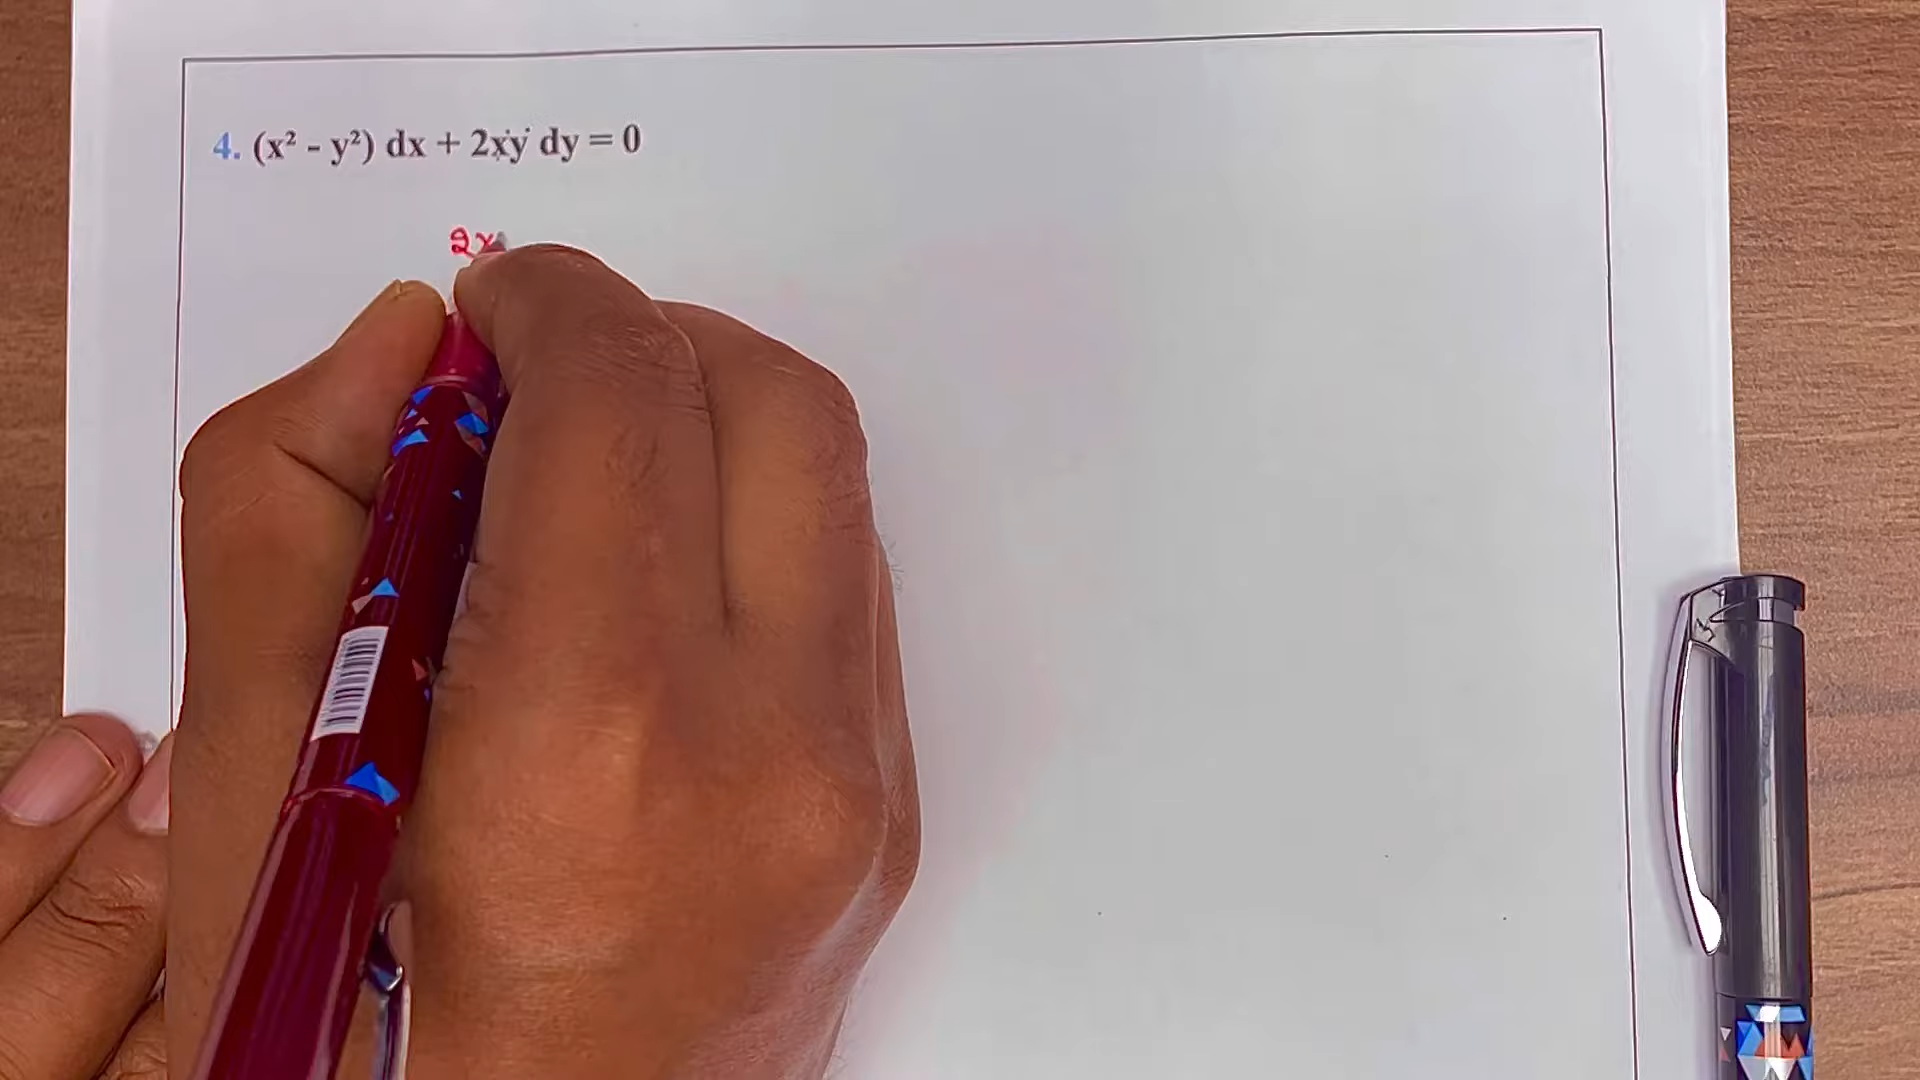 4. (x² - y²) dx + 2xy dy = 0
2x